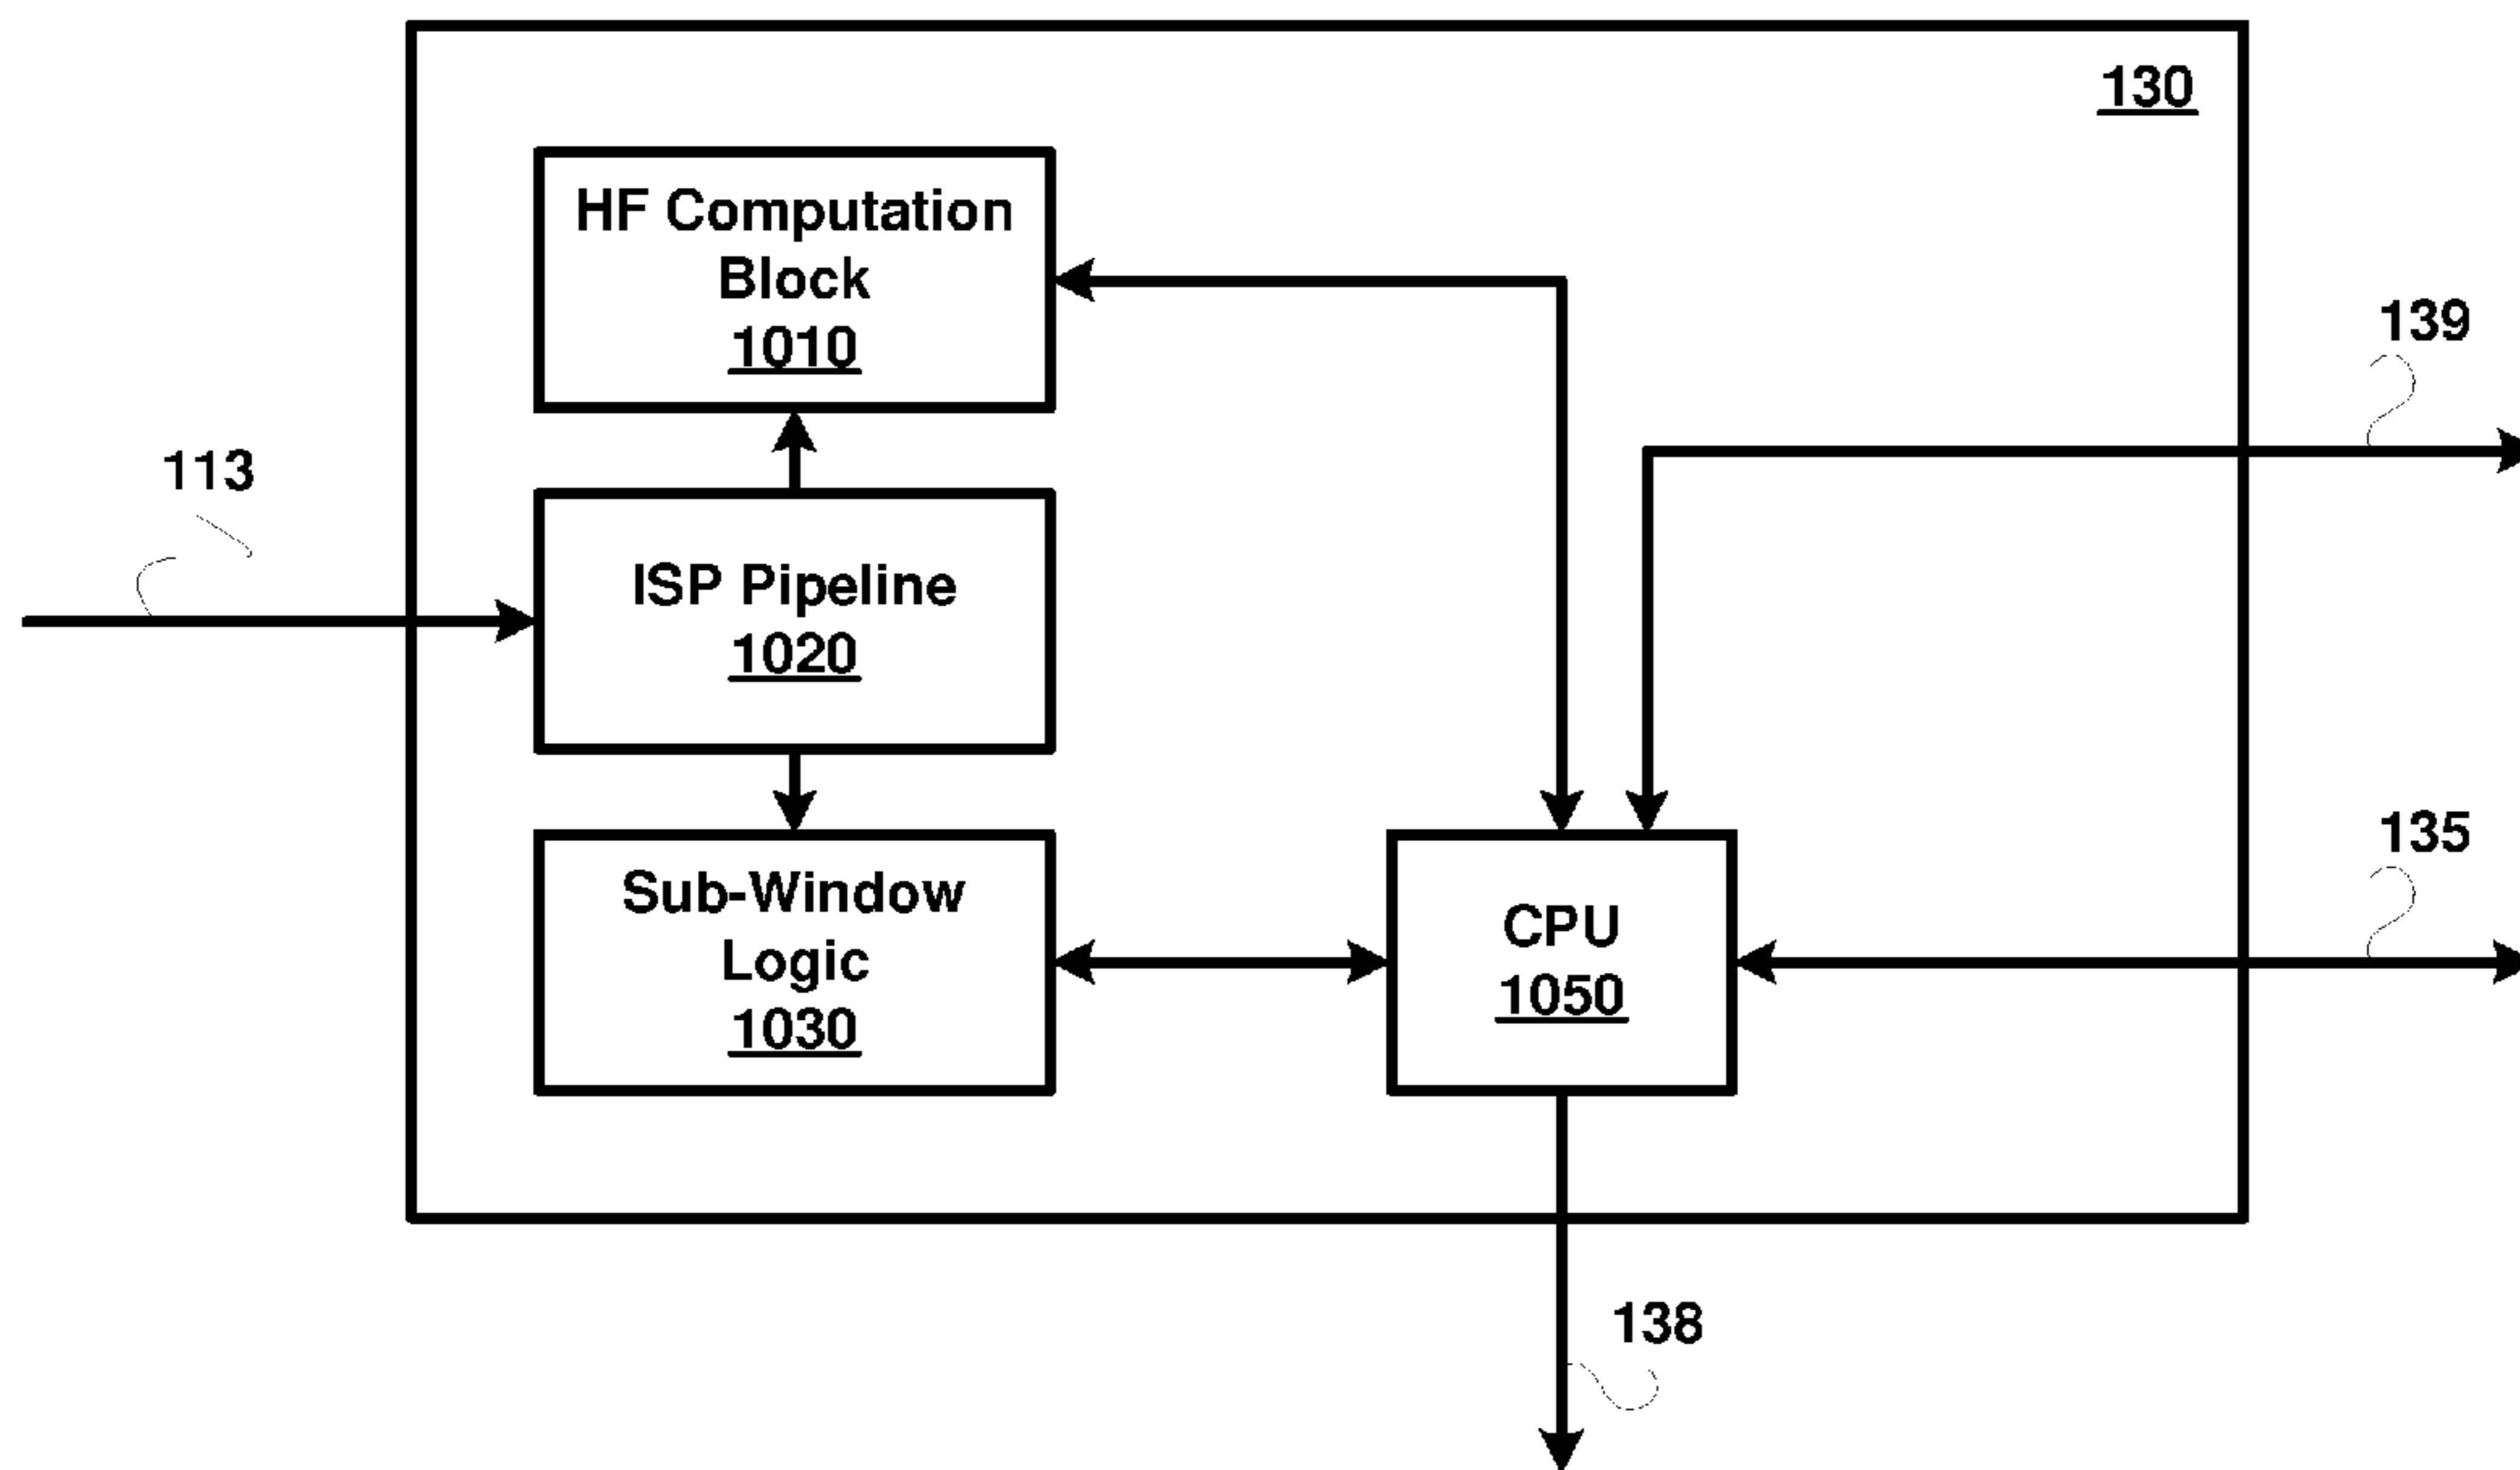 130
HF Computation
Block
1010
139
113
ISP Pipeline
1020
135
Sub-Window
Logic
1030
CPU
1050
138